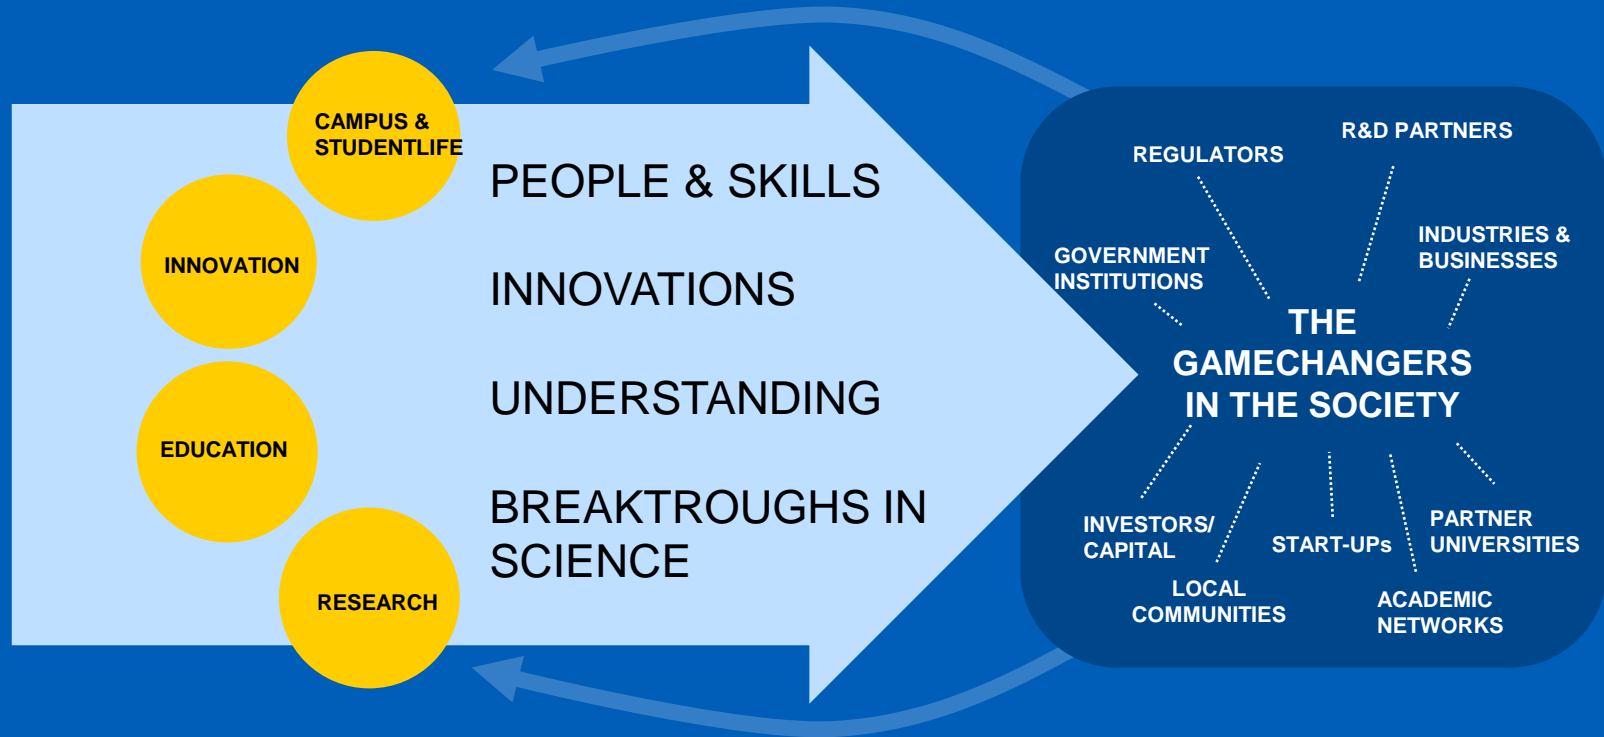 CAMPUS &
STUDENTLIFE
INNOVATION
EDUCATION
RESEARCH
PEOPLE & SKILLS
INNOVATIONS
UNDERSTANDING
BREAKTROUGHS IN
SCIENCE
REGULATORS
R&D PARTNERS
GOVERNMENT
INSTITUTIONS
INDUSTRIES &
BUSINESSES
THE
GAMECHANGERS
IN THE SOCIETY
INVESTORS/
CAPITAL
LOCAL
COMMUNITIES
START-UPs
ACADEMIC
NETWORKS
PARTNER
UNIVERSITIES